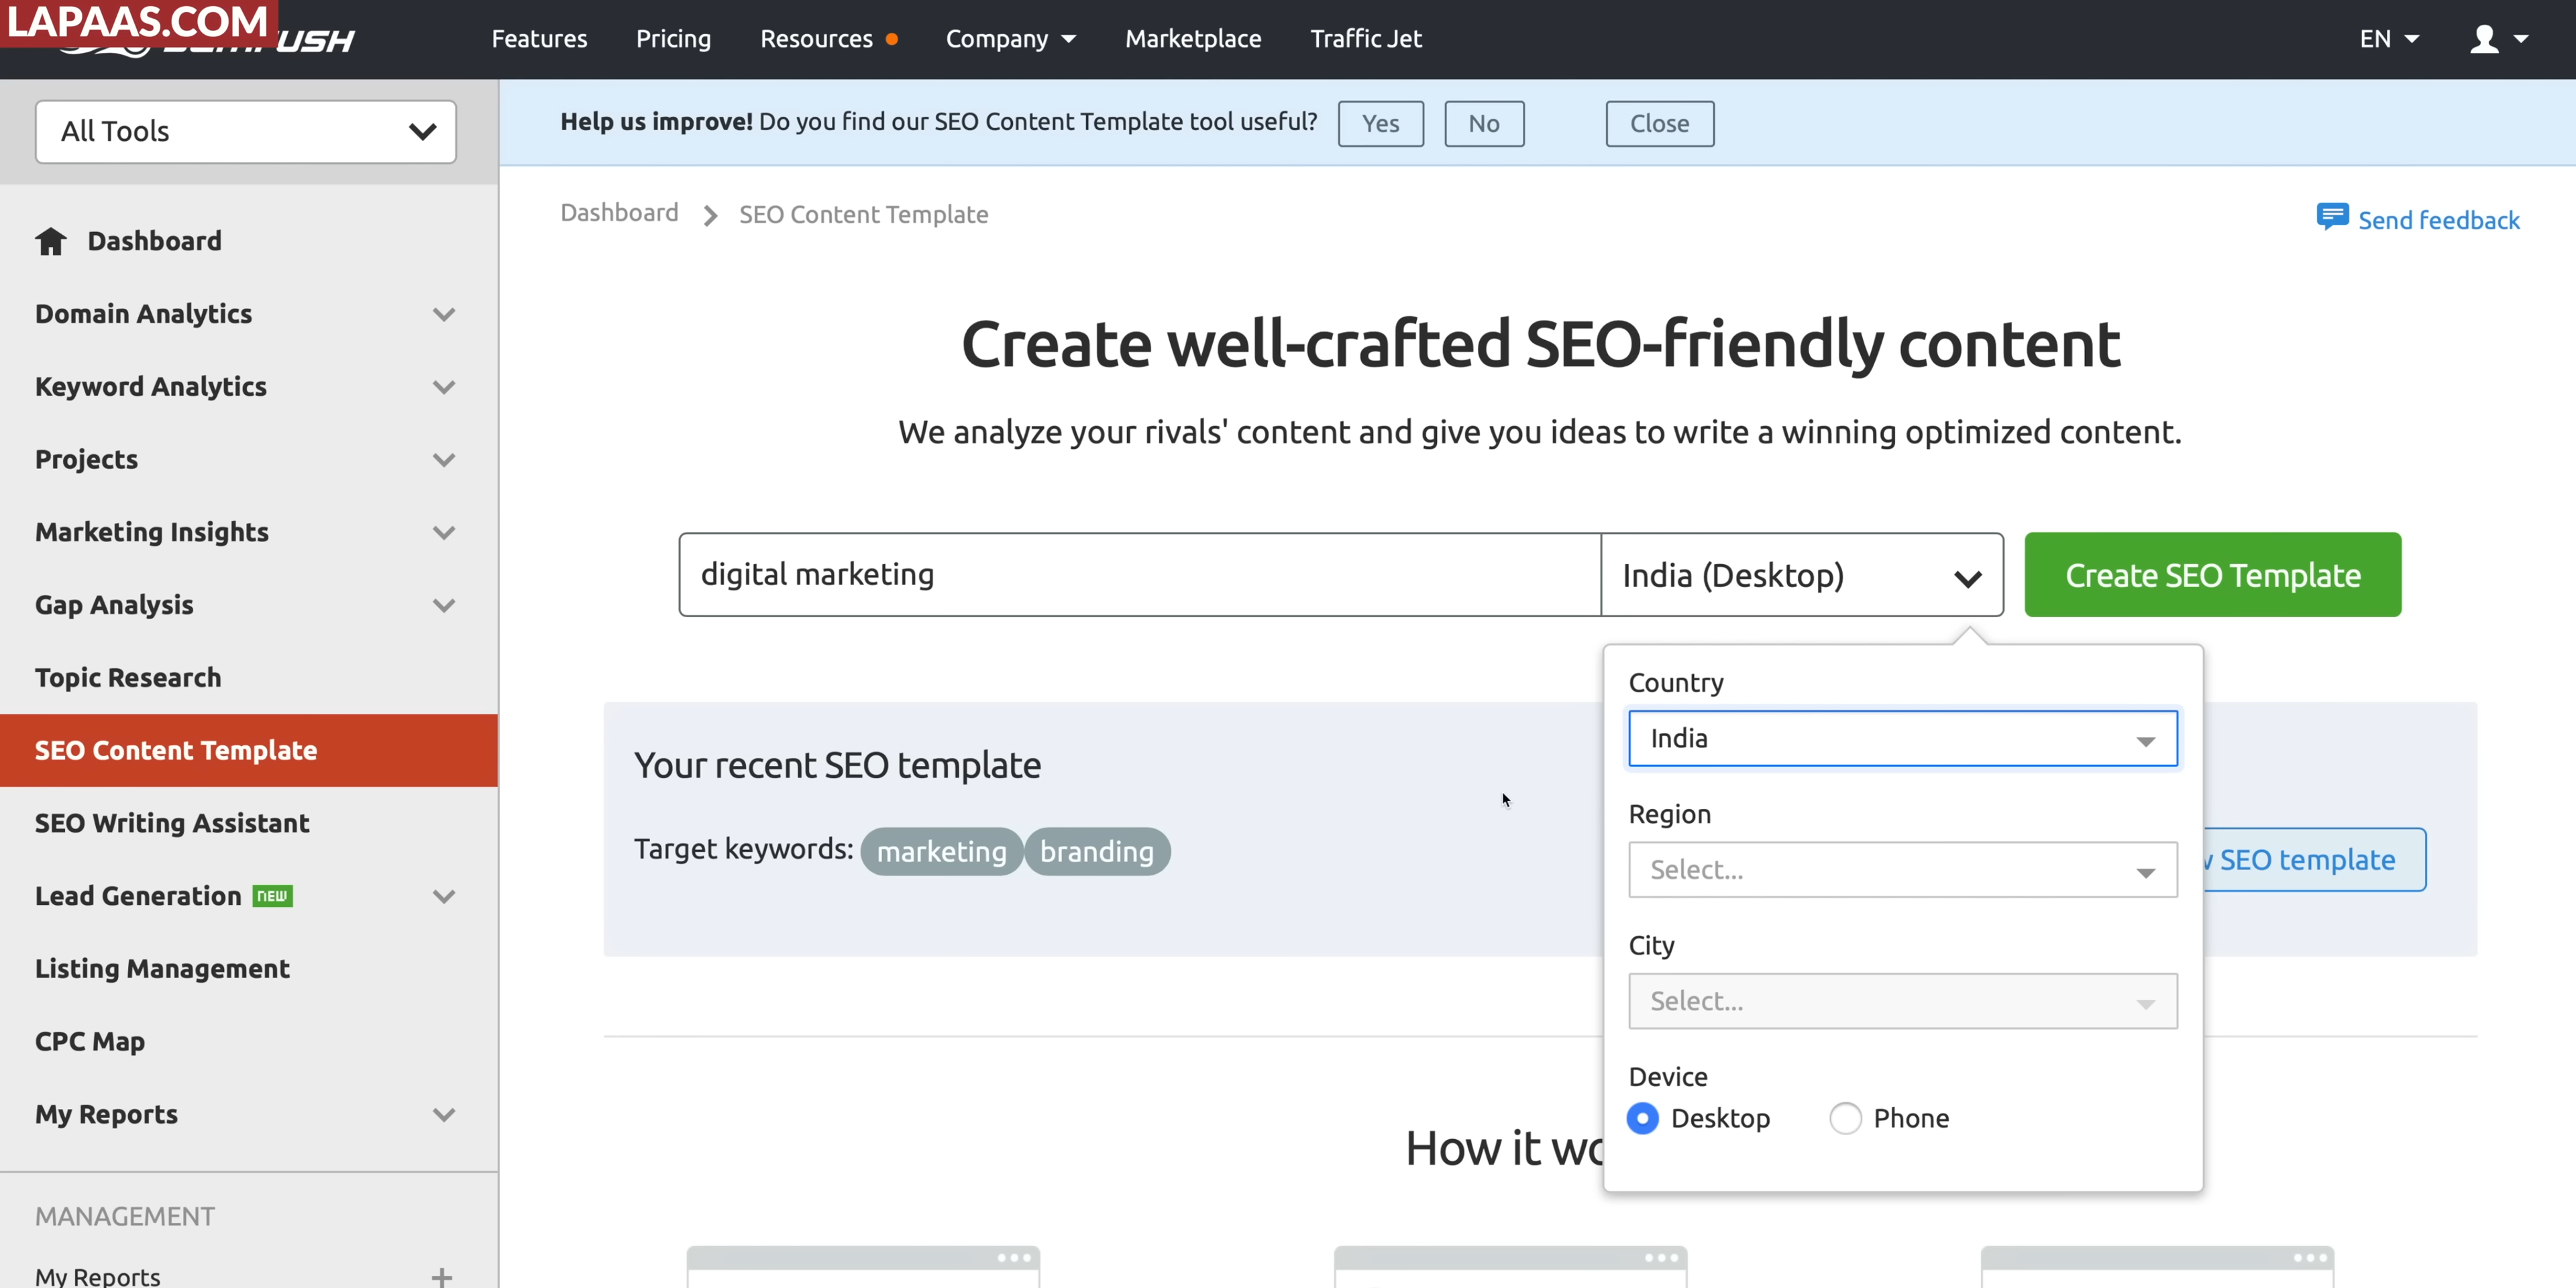 LAPAAS.COM
Features Pricing Resources Company Marketplace Traffic Jet EN
All Tools
Help us improve! Do you find our SEO Content Template tool useful? Yes No Close
Dashboard SEO Content Template
Send feedback
Dashboard
Domain Analytics
Keyword Analytics
Projects
Marketing Insights
Gap Analysis
Topic Research
SEO Content Template
SEO Writing Assistant
Lead Generation NEW
Listing Management
CPC Map
My Reports
MANAGEMENT
My Reports
Create well-crafted SEO-friendly content
We analyze your rivals' content and give you ideas to write a winning optimized content.
digital marketing India (Desktop) Create SEO Template
Your recent SEO template
Target keywords: marketing branding
SEO template
Country
India
Region
Select...
City
Select...
Device
Desktop Phone
How it